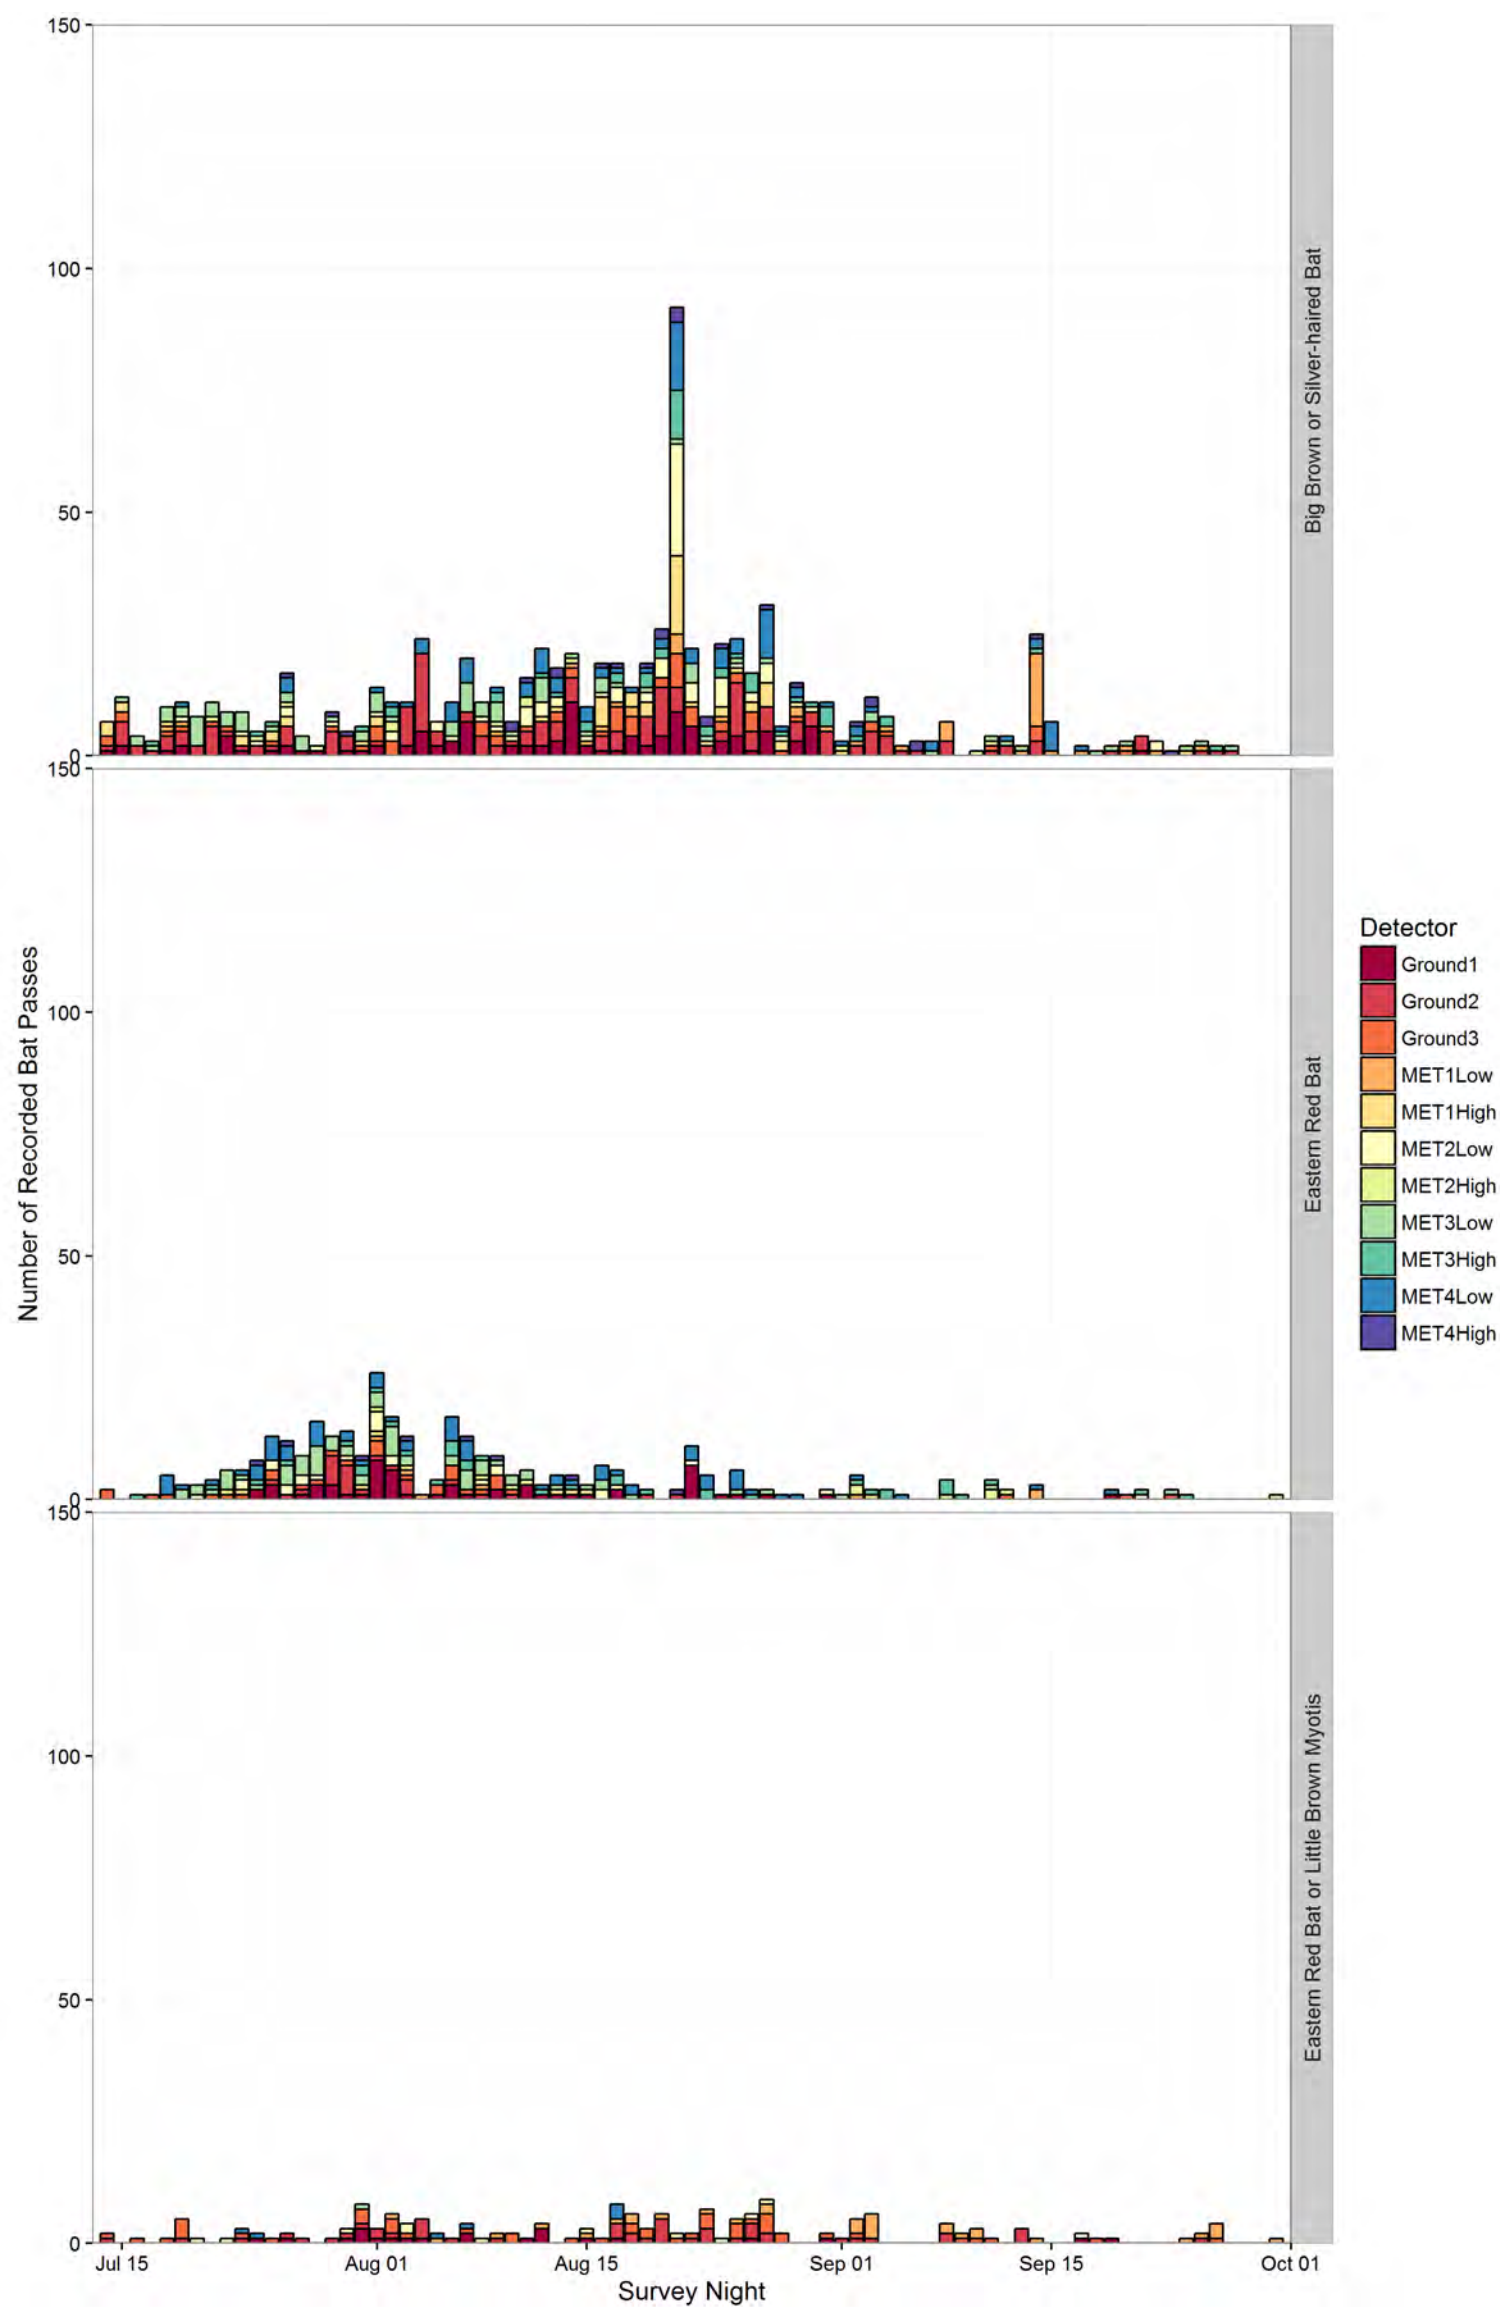 150
100
50
0
Big Brown or Silver-haired Bat
150
100
50
0
Eastern Red Bat
150
100
50
0
Eastern Red Bat or Little Brown Myotis
Number of Recorded Bat Passes
Jul 15
Aug 01
Aug 15
Sep 01
Sep 15
Oct 01
Survey Night
Detector
Ground1
Ground2
Ground3
MET1Low
MET1High
MET2Low
MET2High
MET3Low
MET3High
MET4Low
MET4High